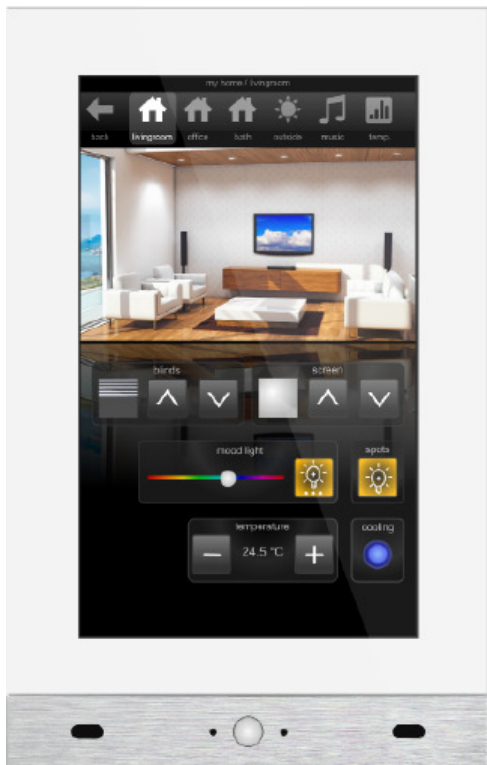 my home / livingroom
back livingroom office bath outside music temp.
blinds screen
mood light spots
temperature cooling
24.5 °C